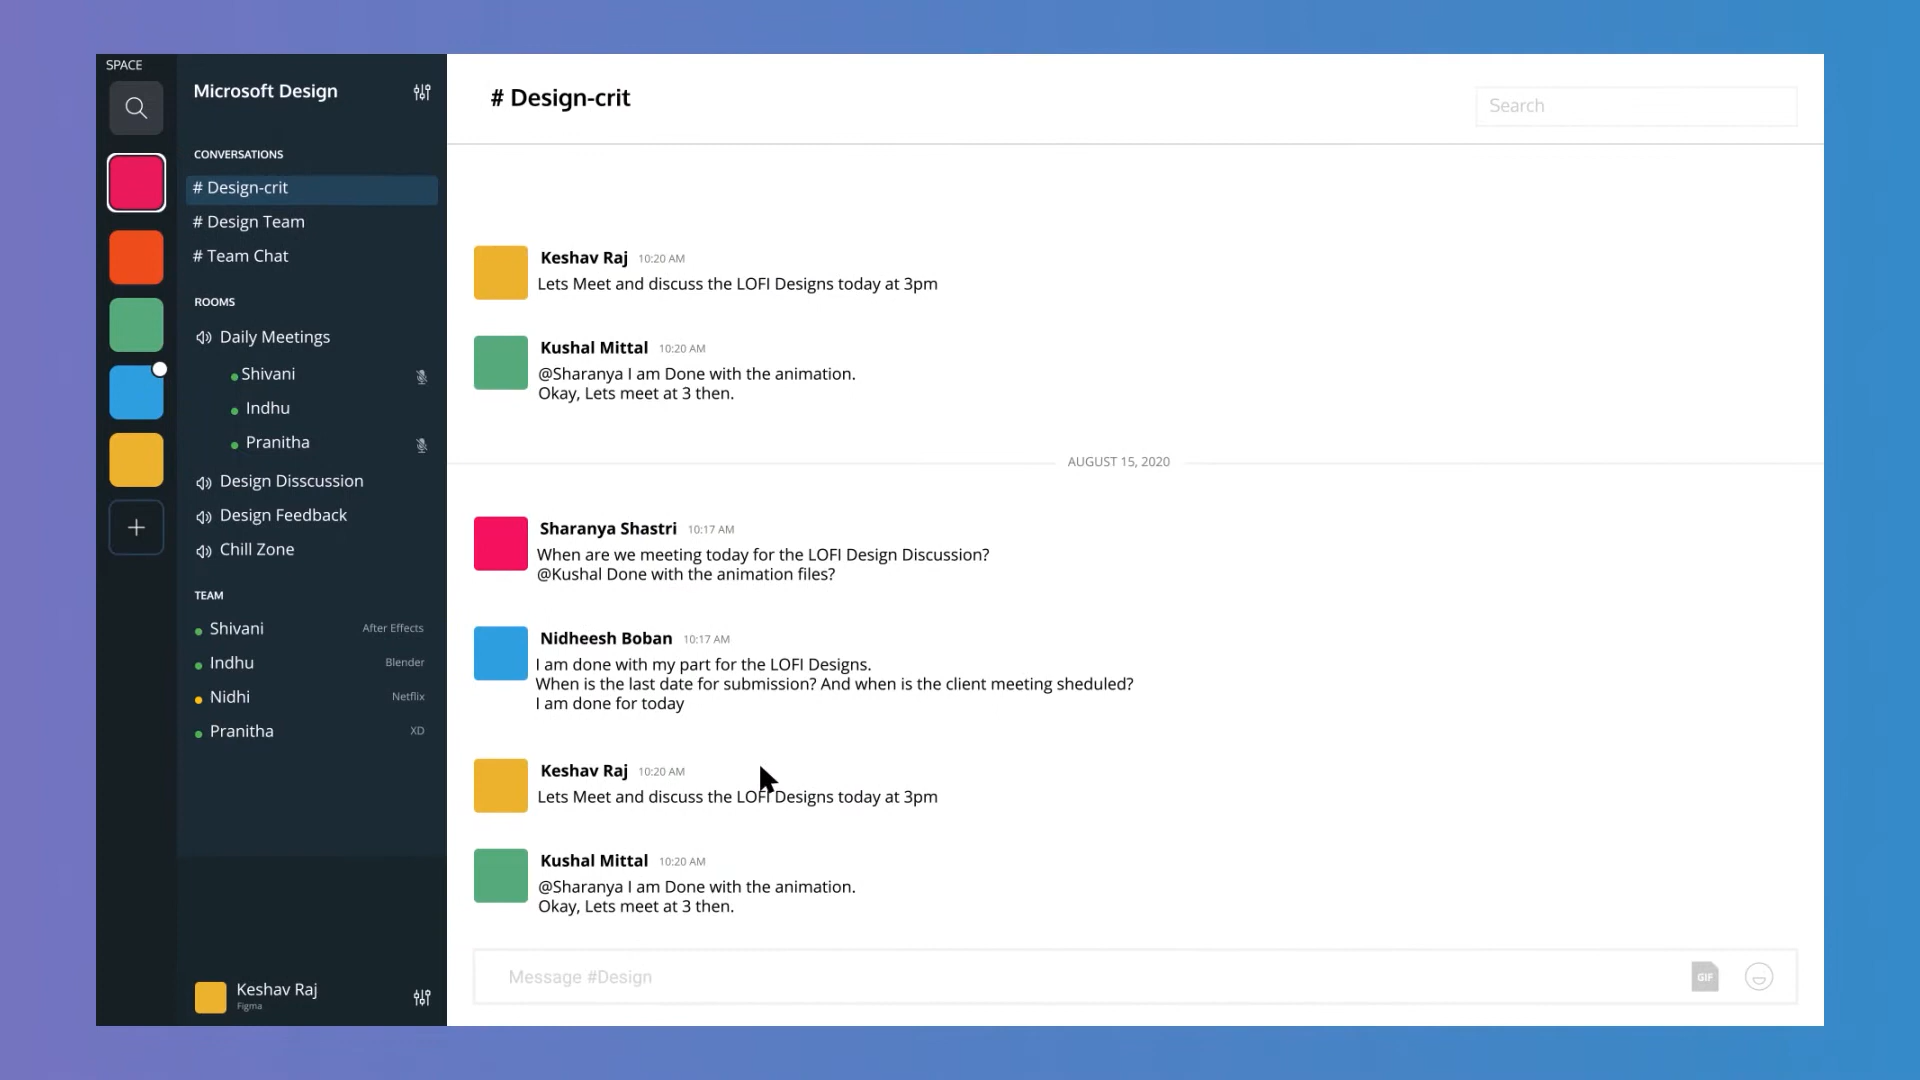 SPACE
Microsoft Design
CONVERSATIONS
# Design-crit
# Design Team
# Team Chat
ROOMS
Daily Meetings
Shivani
Indhu
Pranitha
Design Disscussion
Design Feedback
Chill Zone
TEAM
Shivani After Effects
Indhu Blender
Nidhi Netflix
Pranitha XD
Keshav Raj
Figma
# Design-crit
Search
Keshav Raj 10:20 AM
Lets Meet and discuss the LOFI Designs today at 3pm
Kushal Mittal 10:20 AM
@Sharanya I am Done with the animation.
Okay, Lets meet at 3 then.
AUGUST 15, 2020
Sharanya Shastri 10:17 AM
When are we meeting today for the LOFI Design Discussion?
@Kushal Done with the animation files?
Nidheesh Boban 10:17 AM
I am done with my part for the LOFI Designs.
When is the last date for submission? And when is the client meeting sheduled?
I am done for today
Keshav Raj 10:20 AM
Lets Meet and discuss the LOFI Designs today at 3pm
Kushal Mittal 10:20 AM
@Sharanya I am Done with the animation.
Okay, Lets meet at 3 then.
Message #Design
GIF